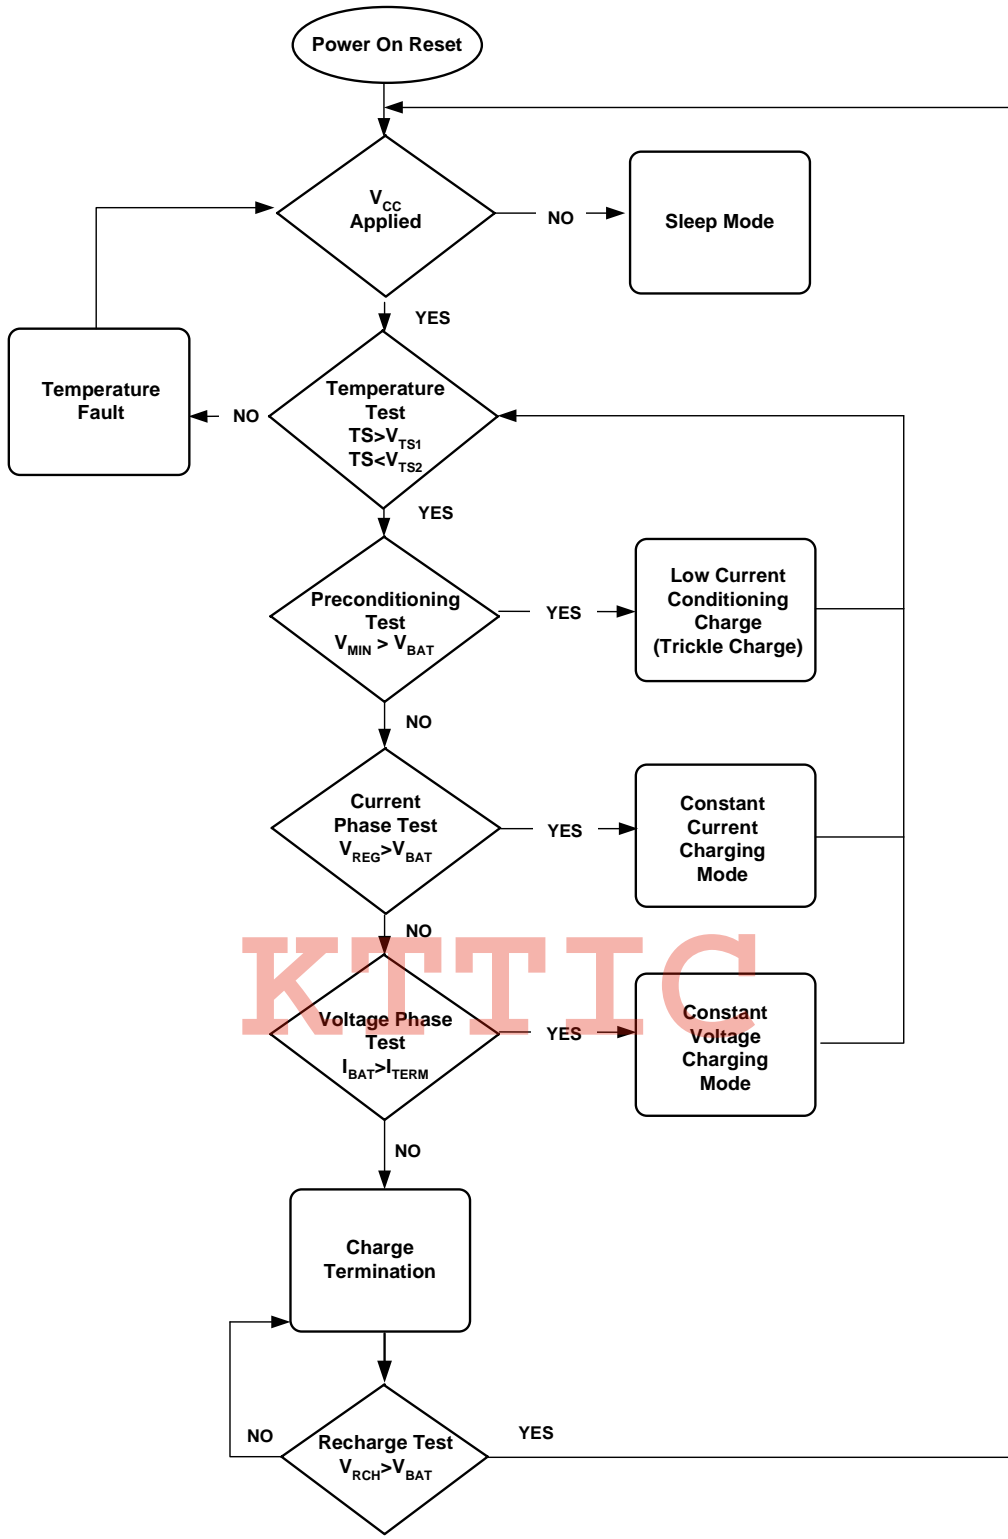 Power On Reset
VCC
Applied
NO
Sleep Mode
YES
Temperature
Fault
NO
Temperature
Test
TS>VTS1
TS<VTS2
YES
Preconditioning
Test
VMIN > VBAT
YES
Low Current
Conditioning
Charge
(Trickle Charge)
NO
Current
Phase Test
VREG>VBAT
YES
Constant
Current
Charging
Mode
NO
KTTIC
Voltage Phase
Test
IBAT>ITERM
YES
Constant
Voltage
Charging
Mode
NO
Charge
Termination
NO
Recharge Test
VRCH>VBAT
YES